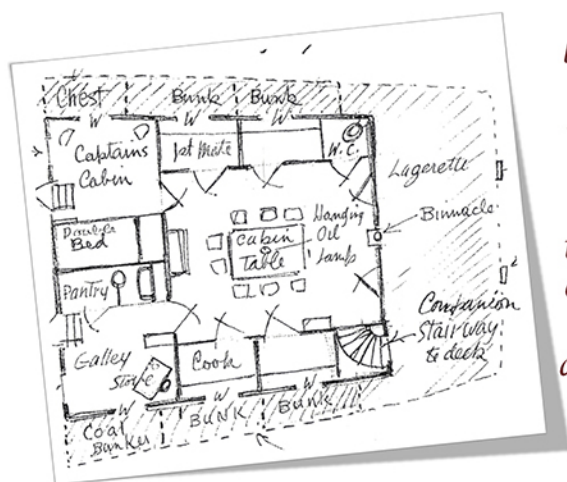 Chest
Bunk
Bunk
W
W
W
Captains
Cabin
1st Mate
W.C.
Lagerette
Binnacle
Double
Bed
Cabin
Table
Hanging
Oil
Lamp
Pantry
Companion
Stairway
to deck
Galley
Stove
Cook
W
W
W
Coal
Bunker
BUNK
BUNK